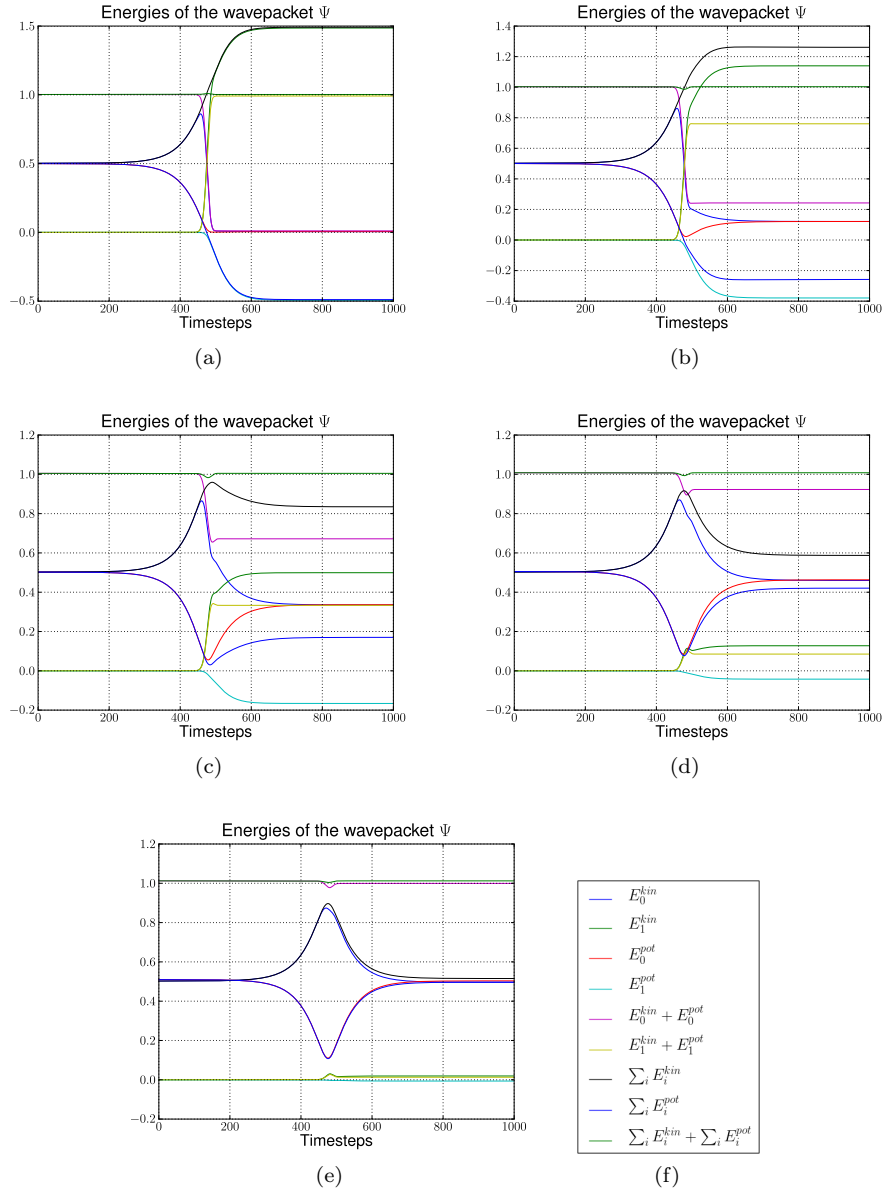 Energies of the wavepacket Ψ
1.5
1.0
0.5
0.0
−0.5
0 200 400 600 800 1000
Timesteps
(a)
Energies of the wavepacket Ψ
1.4
1.2
1.0
0.8
0.6
0.4
0.2
0.0
−0.2
−0.4
0 200 400 600 800 1000
Timesteps
(b)
Energies of the wavepacket Ψ
1.2
1.0
0.8
0.6
0.4
0.2
0.0
−0.2
0 200 400 600 800 1000
Timesteps
(c)
Energies of the wavepacket Ψ
1.2
1.0
0.8
0.6
0.4
0.2
0.0
−0.2
0 200 400 600 800 1000
Timesteps
(d)
Energies of the wavepacket Ψ
1.2
1.0
0.8
0.6
0.4
0.2
0.0
−0.2
0 200 400 600 800 1000
Timesteps
(e)
E_0^{kin}
E_1^{kin}
E_0^{pot}
E_1^{pot}
E_0^{kin} + E_0^{pot}
E_1^{kin} + E_1^{pot}
∑_i E_i^{kin}
∑_i E_i^{pot}
∑_i E_i^{kin} + ∑_i E_i^{pot}
(f)